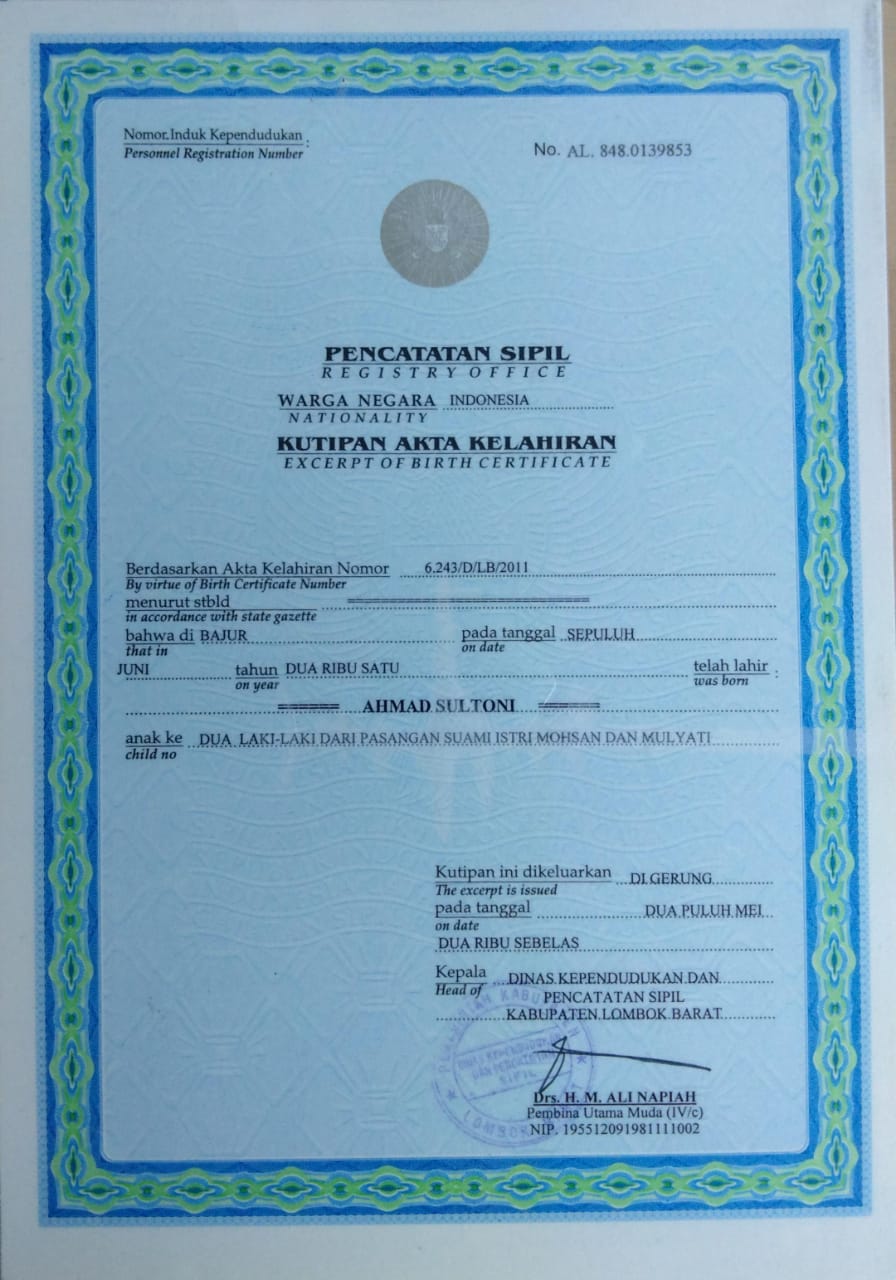 Nomor Induk Kependudukan :
Personnel Registration Number
No. AL. 848.0139853
PENCATATAN SIPIL
REGISTRY OFFICE
WARGA NEGARA INDONESIA
NATIONALITY
KUTIPAN AKTA KELAHIRAN
EXCERPT OF BIRTH CERTIFICATE
Berdasarkan Akta Kelahiran Nomor 6.243/D/LB/2011
By virtue of Birth Certificate Number
menurut stbld
in accordance with state gazette
bahwa di BAJUR pada tanggal SEPULUH
that in on date
JUNI tahun DUA RIBU SATU telah lahir :
on year was born
AHMAD SULTONI
anak ke DUA LAKI-LAKI DARI PASANGAN SUAMI ISTRI MOHSAN DAN MULYATI
child no
Kutipan ini dikeluarkan DI GERUNG
The excerpt is issued
pada tanggal DUA PULUH MEI
on date
DUA RIBU SEBELAS
Kepala DINAS KEPENDUDUKAN DAN
Head of PENCATATAN SIPIL
KABUPATEN LOMBOK BARAT
DINAS KEPENDUDUKAN
DAN PENCATATAN
SIPIL
Drs. H. M. ALI NAPIAH
Pembina Utama Muda (IV/c)
NIP. 195512091981111002